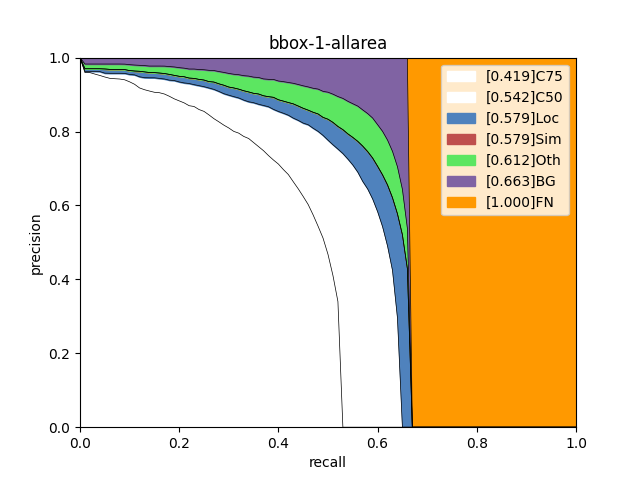 bbox-1-allarea
1.0
0.8
0.6
0.4
0.2
0.0
precision
[0.419]C75
[0.542]C50
[0.579]Loc
[0.579]Sim
[0.612]Oth
[0.663]BG
[1.000]FN
0.0 0.2 0.4 0.6 0.8 1.0
recall